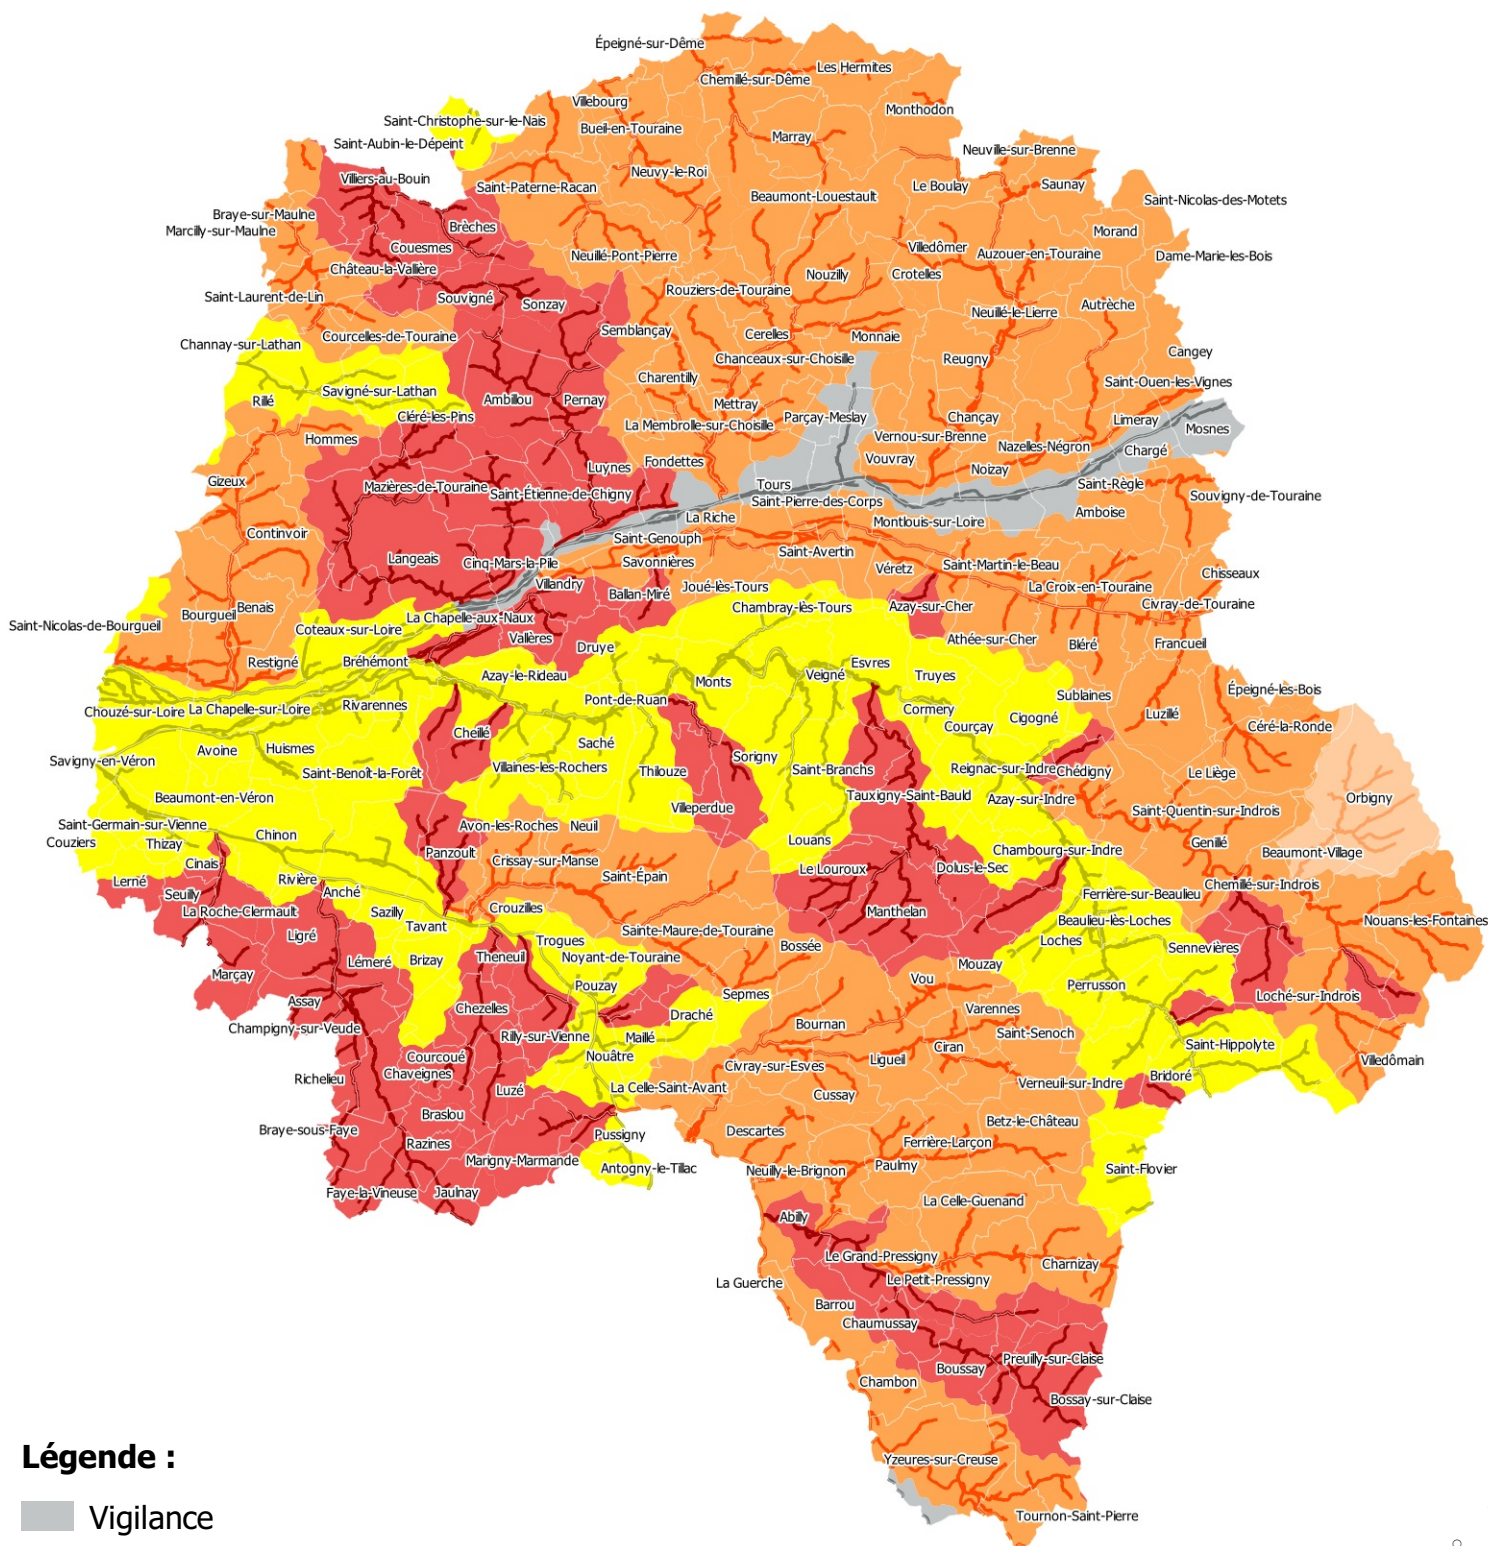 Épeigné-sur-Dême
Les Hermites
Chemillé-sur-Dême
Villebourg
Monthodon
Saint-Christophe-sur-le-Nais
Bueil-en-Touraine
Marray
Saint-Aubin-le-Dépeint
Neuville-sur-Brenne
Neuvy-le-Roi
Villiers-au-Bouin
Saint-Paterne-Racan
Le Boulay
Saunay
Beaumont-Louestault
Saint-Nicolas-des-Motets
Braye-sur-Maulne
Brèches
Marcilly-sur-Maulne
Morand
Couesmes
Villedômer
Neuillé-Pont-Pierre
Auzouer-en-Touraine
Dame-Marie-les-Bois
Château-la-Vallière
Nouzilly
Crotelles
Rouziers-de-Touraine
Saint-Laurent-de-Lin
Souvigné
Sonzay
Autrèche
Neuillé-le-Lierre
Semblançay
Cerelles
Monnaie
Courcelles-de-Touraine
Channay-sur-Lathan
Cangey
Chanceaux-sur-Choisille
Reugny
Charentilly
Saint-Ouen-les-Vignes
Savigné-sur-Lathan
Rillé
Ambillou
Pernay
Mettray
Cléré-les-Pins
Parçay-Meslay
Chançay
Limeray
La Membrolle-sur-Choisille
Mosnes
Hommes
Vernou-sur-Brenne
Nazelles-Négron
Chargé
Luynes
Fondettes
Vouvray
Noizay
Gizeux
Mazières-de-Touraine
Saint-Étienne-de-Chigny
Tours
Saint-Règle
Souvigny-de-Touraine
Saint-Pierre-des-Corps
Amboise
La Riche
Montlouis-sur-Loire
Continvoir
Saint-Genouph
Saint-Avertin
Langeais
Cinq-Mars-la-Pile
Savonnières
Véretz
Saint-Martin-le-Beau
Chisseaux
Villandry
Ballan-Miré
Joué-lès-Tours
La Croix-en-Touraine
Bourgueil
Benais
Chambray-lès-Tours
Azay-sur-Cher
Civray-de-Touraine
La Chapelle-aux-Naux
Saint-Nicolas-de-Bourgueil
Coteaux-sur-Loire
Vallères
Athée-sur-Cher
Bléré
Francueil
Druye
Restigné
Bréhémont
Esvres
Azay-le-Rideau
Veigné
Truyes
Monts
Épeigné-les-Bois
Sublaines
Pont-de-Ruan
Rivarennes
Chouzé-sur-Loire
La Chapelle-sur-Loire
Cormery
Luzillé
Cigogné
Céré-la-Ronde
Courçay
Cheillé
Saché
Avoine
Huismes
Sorigny
Savigny-en-Véron
Villaines-les-Rochers
Thilouze
Saint-Branchs
Reignac-sur-Indre
Chédigny
Le Liège
Saint-Benoît-la-Forêt
Tauxigny-Saint-Bauld
Azay-sur-Indre
Orbigny
Beaumont-en-Véron
Villeperdue
Saint-Quentin-sur-Indrois
Saint-Germain-sur-Vienne
Avon-les-Roches
Neuil
Chinon
Couziers
Thizay
Louans
Genillé
Panzoult
Chambourg-sur-Indre
Beaumont-Village
Cinais
Crissay-sur-Manse
Le Louroux
Dolus-le-Sec
Lerné
Rivière
Saint-Épain
Chemillé-sur-Indrois
Seuilly
Anché
Ferrière-sur-Beaulieu
La Roche-Clermault
Sazilly
Crouzilles
Manthelan
Beaulieu-lès-Loches
Nouans-les-Fontaines
Tavant
Ligré
Sainte-Maure-de-Touraine
Trogues
Bossée
Loches
Sennevières
Lémeré
Brizay
Theneuil
Noyant-de-Touraine
Mouzay
Marçay
Vou
Pouzay
Perrusson
Sepmes
Loché-sur-Indrois
Assay
Chezelles
Draché
Varennes
Champigny-sur-Veude
Rilly-sur-Vienne
Maillé
Bournan
Saint-Senoch
Saint-Hippolyte
Courcoué
Nouâtre
Ciran
Ligueil
Villedômain
Chaveignes
Civray-sur-Esves
Richelieu
Luzé
La Celle-Saint-Avant
Verneuil-sur-Indre
Bridoré
Cussay
Braslou
Betz-le-Château
Braye-sous-Faye
Razines
Pussigny
Descartes
Ferrière-Larçon
Marigny-Marmande
Antogny-le-Tillac
Neuilly-le-Brignon
Paulmy
Saint-Flovier
Faye-la-Vineuse
Jaulnay
La Celle-Guenand
Abilly
Le Grand-Pressigny
Charnizay
La Guerche
Le Petit-Pressigny
Barrou
Chaumussay
Preuilly-sur-Claise
Boussay
Chambon
Bossay-sur-Claise
Yzeures-sur-Creuse
Tournon-Saint-Pierre
Légende :
Vigilance